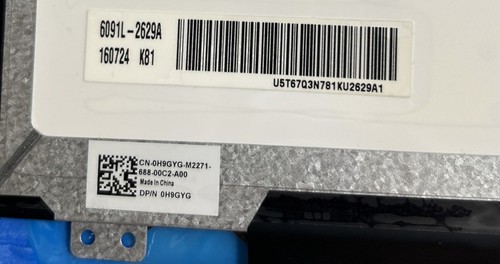 6091L-2629A
160724 K81
U5T67Q3N781KU2629A1
CN-0H9GYG-M2271-
688-00C2-A00
Made in China
DP/N 0H9GYG